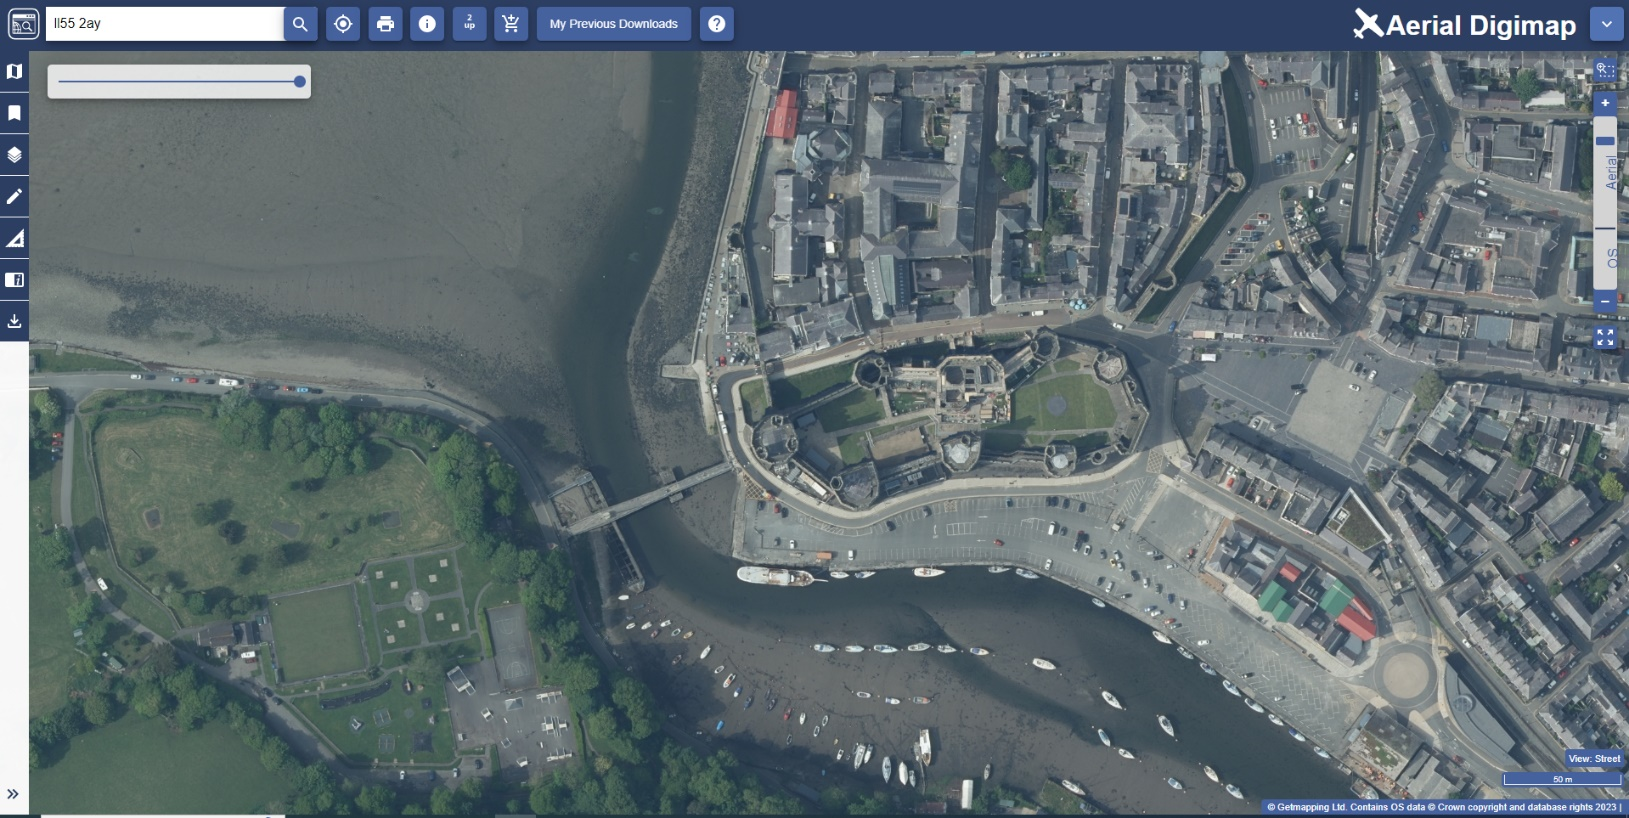 ll55 2ay
2
up
My Previous Downloads
Aerial Digimap
Aerial
OS
View: Street
50 m
© Getmapping Ltd. Contains OS data © Crown copyright and database rights 2023 |